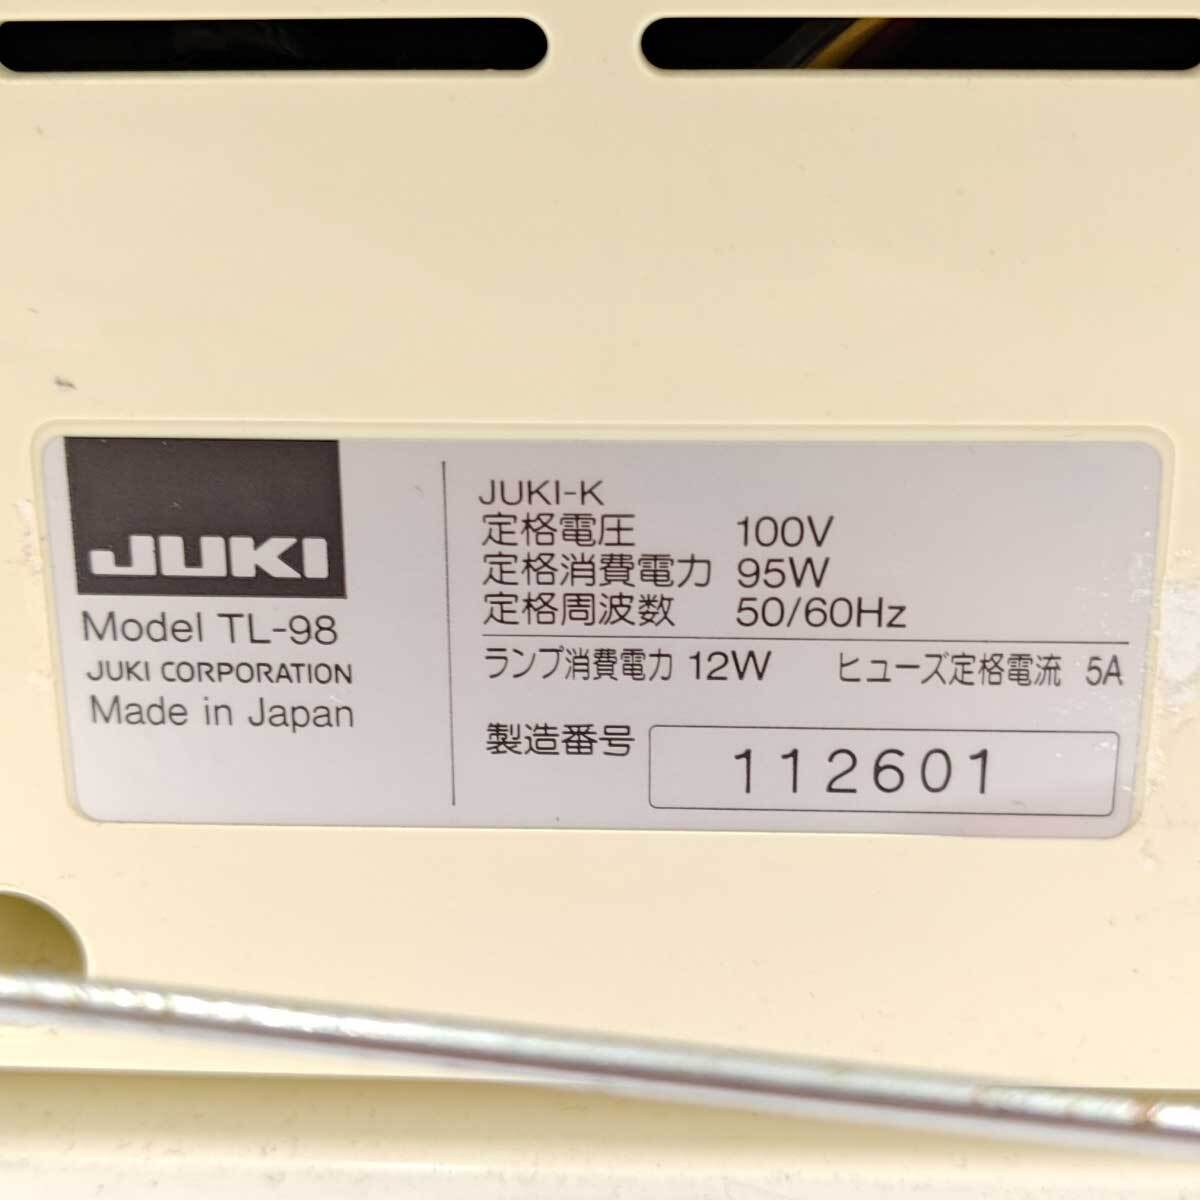 JUKI
Model TL-98
JUKI CORPORATION
Made in Japan
JUKI-K
定格電圧 100V
定格消費電力 95W
定格周波数 50/60Hz
ランプ消費電力 12W ヒューズ定格電流 5A
製造番号 112601